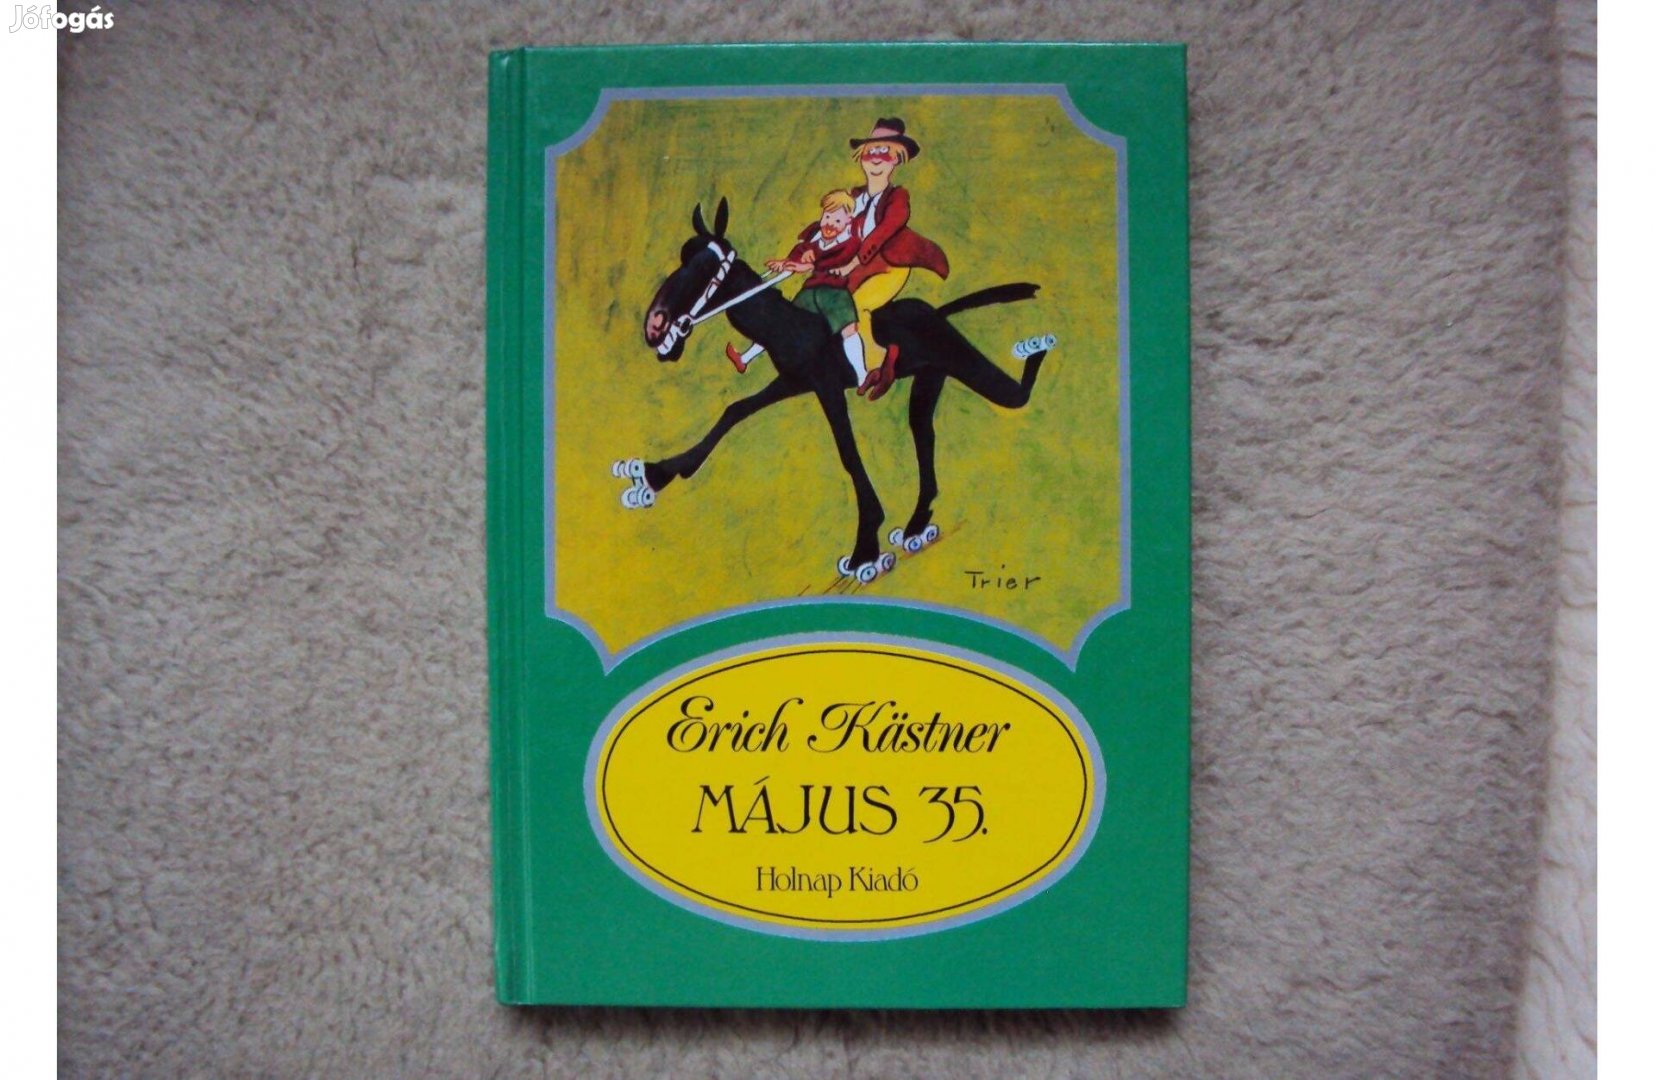 Jófogás
Trier
Erich Kästner
MÁJUS 35.
Holnap Kiadó